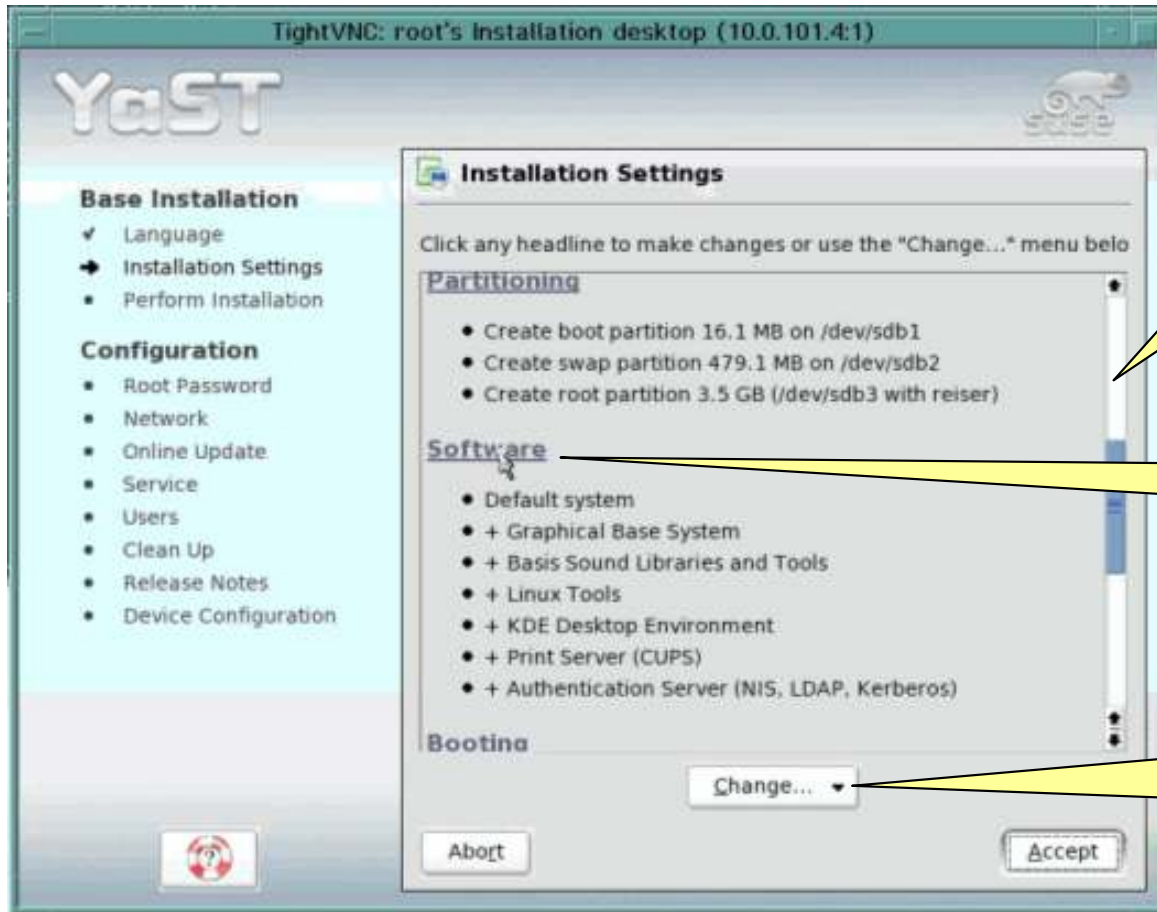 TightVNC: root's Installation desktop (10.0.101.4:1)
YaST
suse
Base Installation
Language
Installation Settings
Perform Installation
Configuration
Root Password
Network
Online Update
Service
Users
Clean Up
Release Notes
Device Configuration
Installation Settings
Click any headline to make changes or use the "Change..." menu belo
Partitioning
Create boot partition 16.1 MB on /dev/sdb1
Create swap partition 479.1 MB on /dev/sdb2
Create root partition 3.5 GB (/dev/sdb3 with reiser)
Software
Default system
+ Graphical Base System
+ Basis Sound Libraries and Tools
+ Linux Tools
+ KDE Desktop Environment
+ Print Server (CUPS)
+ Authentication Server (NIS, LDAP, Kerberos)
Booting
Change...
Abort
Accept